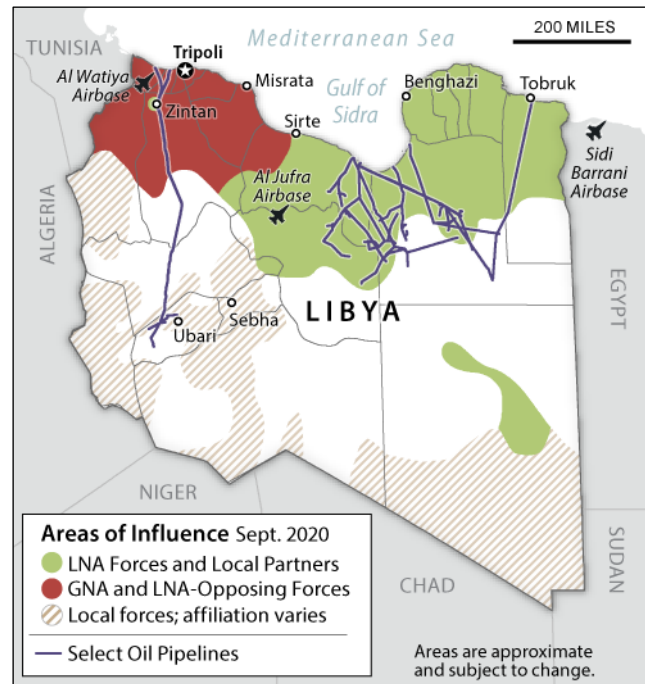 TUNISIA
Mediterranean Sea
200 MILES
Tripoli
Al Watiya
Airbase
Misrata
Gulf of
Sidra
Benghazi
Tobruk
Zintan
Sirte
Sidi
Barrani
Airbase
Al Jufra
Airbase
ALGERIA
EGYPT
LIBYA
Sebha
Ubari
NIGER
CHAD
SUDAN
Areas of Influence Sept. 2020
LNA Forces and Local Partners
GNA and LNA-Opposing Forces
Local forces; affiliation varies
Select Oil Pipelines
Areas are approximate
and subject to change.